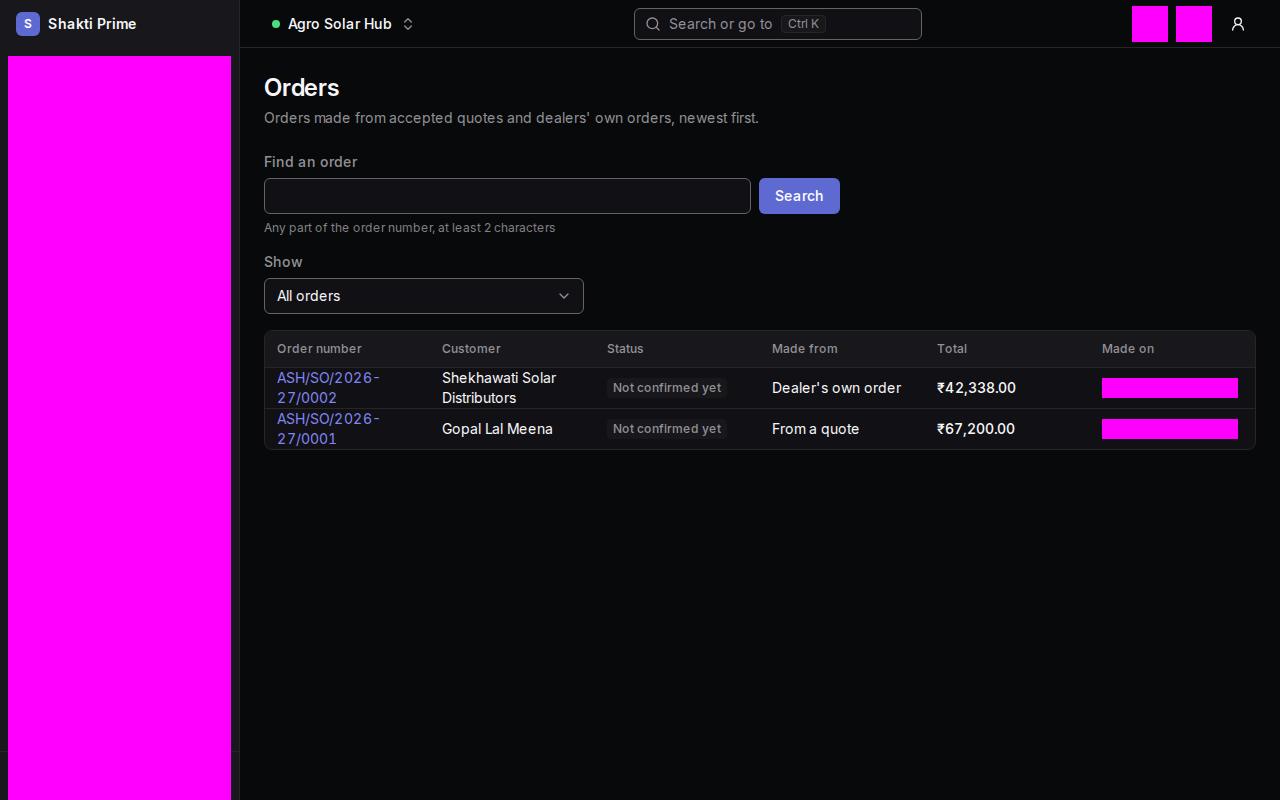 S Shakti Prime
Agro Solar Hub
Search or go to Ctrl K
Orders
Orders made from accepted quotes and dealers' own orders, newest first.
Find an order
Search
Any part of the order number, at least 2 characters
Show
All orders
Order number Customer Status Made from Total Made on
ASH/SO/2026-27/0002 Shekhawati Solar Distributors Not confirmed yet Dealer's own order ₹42,338.00
ASH/SO/2026-27/0001 Gopal Lal Meena Not confirmed yet From a quote ₹67,200.00